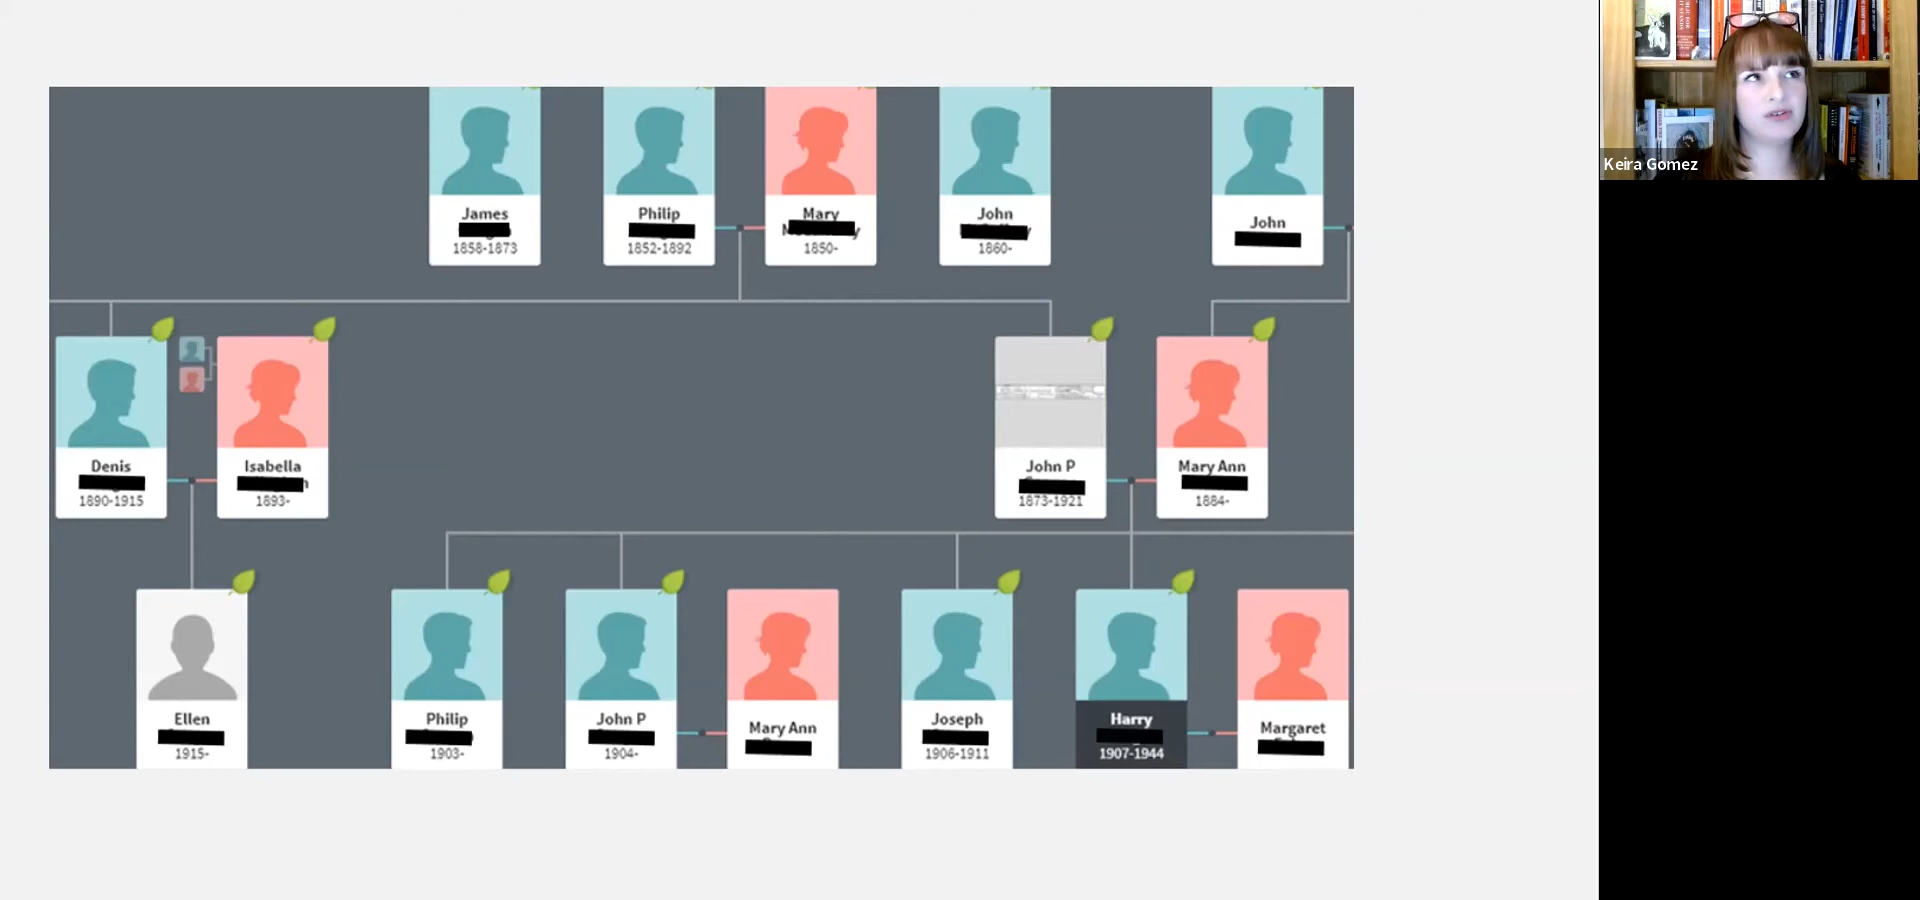 James
1858-1873
Philip
1852-1892
Mary
1850-
John
1860-
John
Keira Gomez
Denis
1890-1915
Isabella
1893-
John P
1873-1921
Mary Ann
1884-
Ellen
1915-
Philip
1903-
John P
1904-
Mary Ann
Joseph
1906-1911
Harry
1907-1944
Margaret